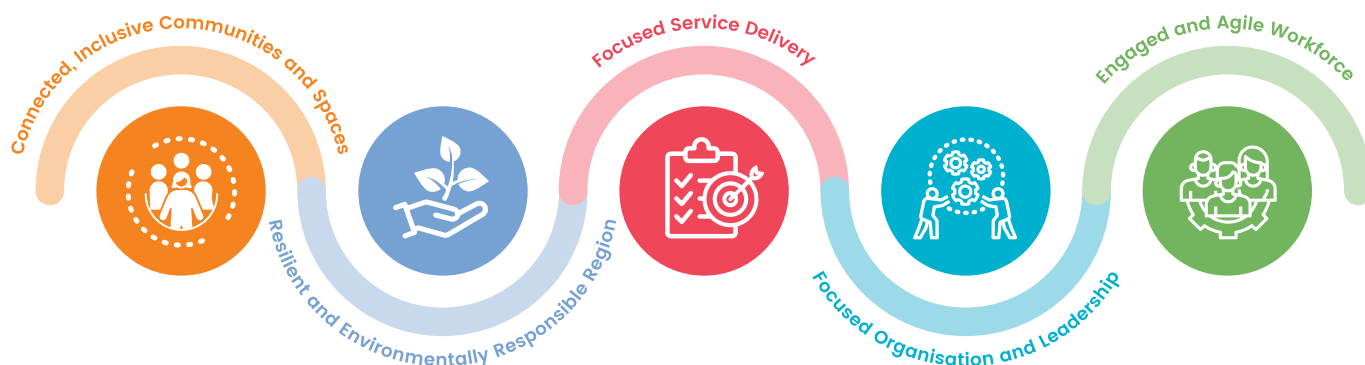 Connected, Inclusive Communities and Spaces
Resilient and Environmentally Responsible Region
Focused Service Delivery
Focused Organisation and Leadership
Engaged and Agile Workforce